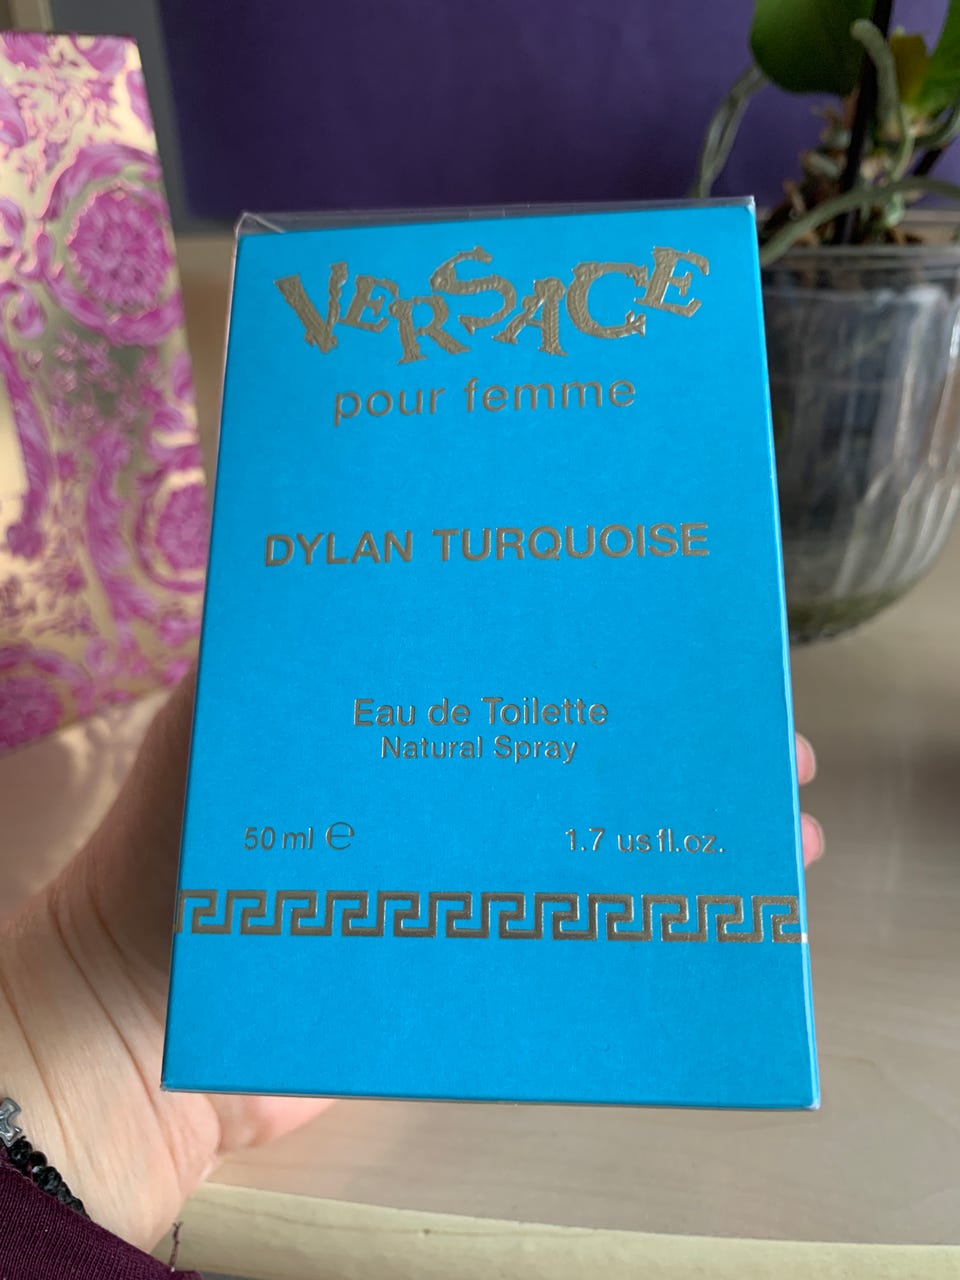 VERSACE
pour femme
DYLAN TURQUOISE
Eau de Toilette
Natural Spray
50 ml ℮
1.7 us fl.oz.